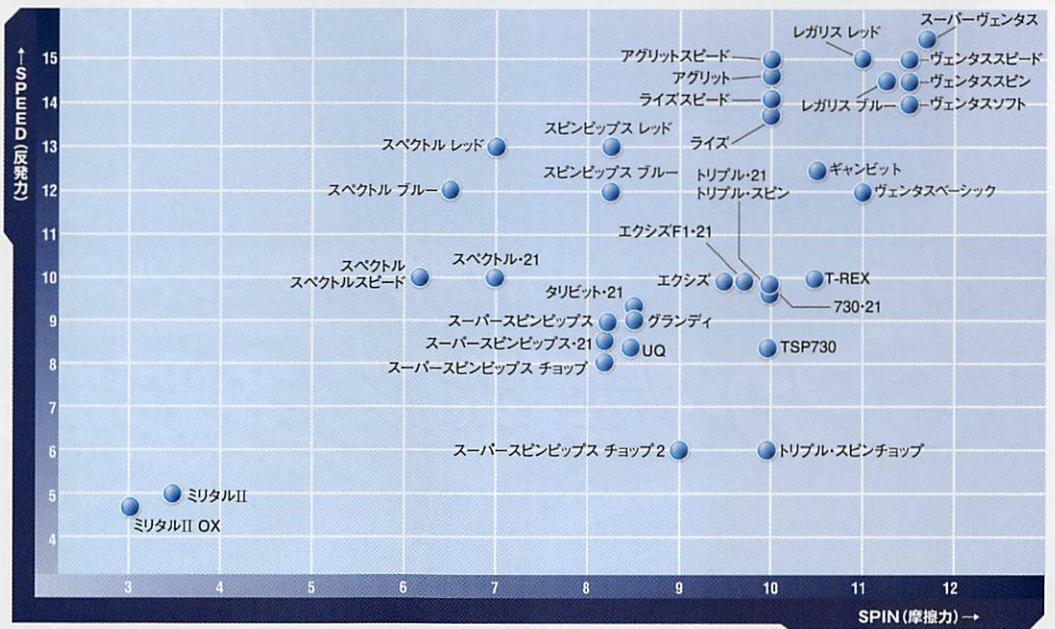 ↑SPEED(反発力)
15
14
13
12
11
10
9
8
7
6
5
4
スーパーヴェンタス
レガリス レッド
アグリットスピード
ヴェンタススピード
アグリット
ヴェンタススピン
ライズスピード
レガリス ブルー
ヴェンタスソフト
ライズ
スピンピップス レッド
スペクトル レッド
スピンピップス ブルー
トリプル・21
トリプル・スピン
ギャンビット
スペクトル ブルー
ヴェンタスベーシック
エクシズF1・21
スペクトル
スペクトルスピード
スペクトル・21
エクシズ
T-REX
タリビット・21
730・21
スーパースピンピップス
グランディ
スーパースピンピップス・21
UQ
TSP730
スーパースピンピップス チョップ
スーパースピンピップス チョップ2
トリプル・スピンチョップ
ミリタルII
ミリタルII OX
3
4
5
6
7
8
9
10
11
12
SPIN(摩擦力)→